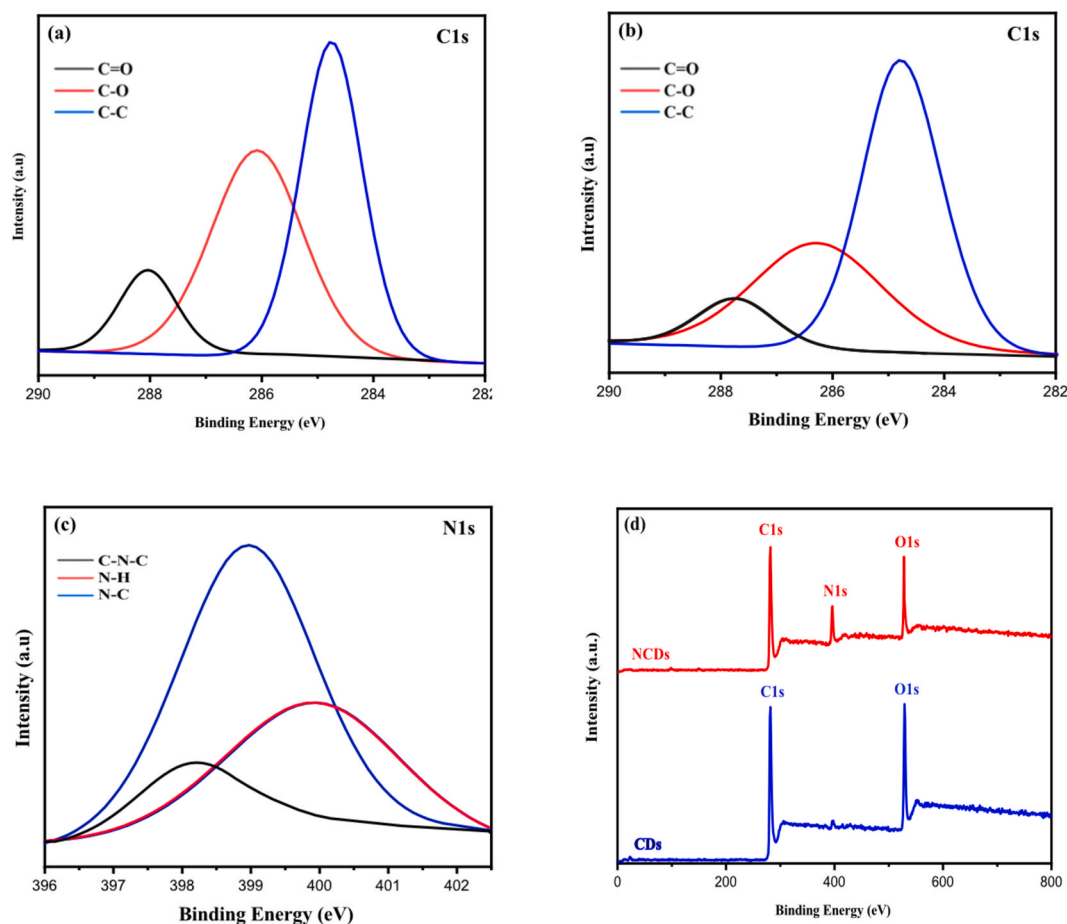 (a)
C1s
C=O
C-O
C-C
Intensity (a.u)
290
288
286
284
282
Binding Energy (eV)
(b)
C1s
C=O
C-O
C-C
Intrensity (a.u)
290
288
286
284
282
Binding Energy (eV)
(c)
N1s
C-N-C
N-H
N-C
Intensity (a.u)
396
397
398
399
400
401
402
Binding Energy (eV)
(d)
C1s
O1s
N1s
NCDs
C1s
O1s
CDs
Intensity (a.u.)
0
200
400
600
800
Binding Energy (eV)